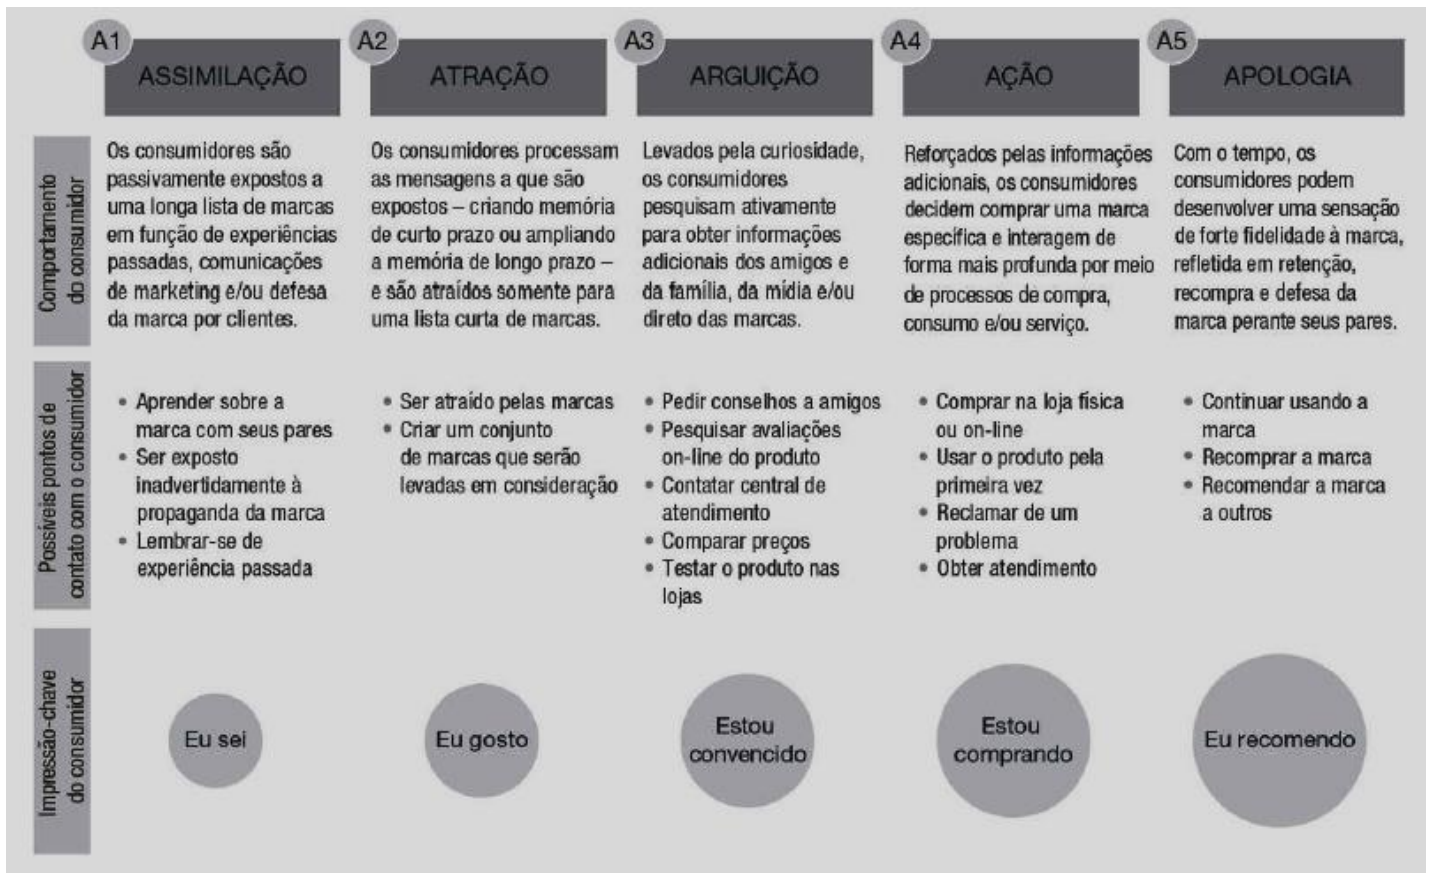 A1
ASSIMILAÇÃO
A2
ATRAÇÃO
A3
ARGUIÇÃO
A4
AÇÃO
A5
APOLOGIA
Comportamento
do consumidor
Os consumidores são
passivamente expostos a
uma longa lista de marcas
em função de experiências
passadas, comunicações
de marketing e/ou defesa
da marca por clientes.
Os consumidores processam
as mensagens a que são
expostos – criando memória
de curto prazo ou ampliando
a memória de longo prazo –
e são atraídos somente para
uma lista curta de marcas.
Levados pela curiosidade,
os consumidores
pesquisam ativamente
para obter informações
adicionais dos amigos e
da família, da mídia e/ou
direto das marcas.
Reforçados pelas informações
adicionais, os consumidores
decidem comprar uma marca
específica e interagem de
forma mais profunda por meio
de processos de compra,
consumo e/ou serviço.
Com o tempo, os
consumidores podem
desenvolver uma sensação
de forte fidelidade à marca,
refletida em retenção,
recompra e defesa da
marca perante seus pares.
Possíveis pontos de
contato com o consumidor
• Aprender sobre a
marca com seus pares
• Ser exposto
inadvertidamente à
propaganda da marca
• Lembrar-se de
experiência passada
• Ser atraído pelas marcas
• Criar um conjunto
de marcas que serão
levadas em consideração
• Pedir conselhos a amigos
• Pesquisar avaliações
on-line do produto
• Contatar central de
atendimento
• Comparar preços
• Testar o produto nas
lojas
• Comprar na loja física
ou on-line
• Usar o produto pela
primeira vez
• Reclamar de um
problema
• Obter atendimento
• Continuar usando a
marca
• Recomprar a marca
• Recomendar a marca
a outros
Impressão-chave
do consumidor
Eu sei
Eu gosto
Estou
convencido
Estou
comprando
Eu recomendo